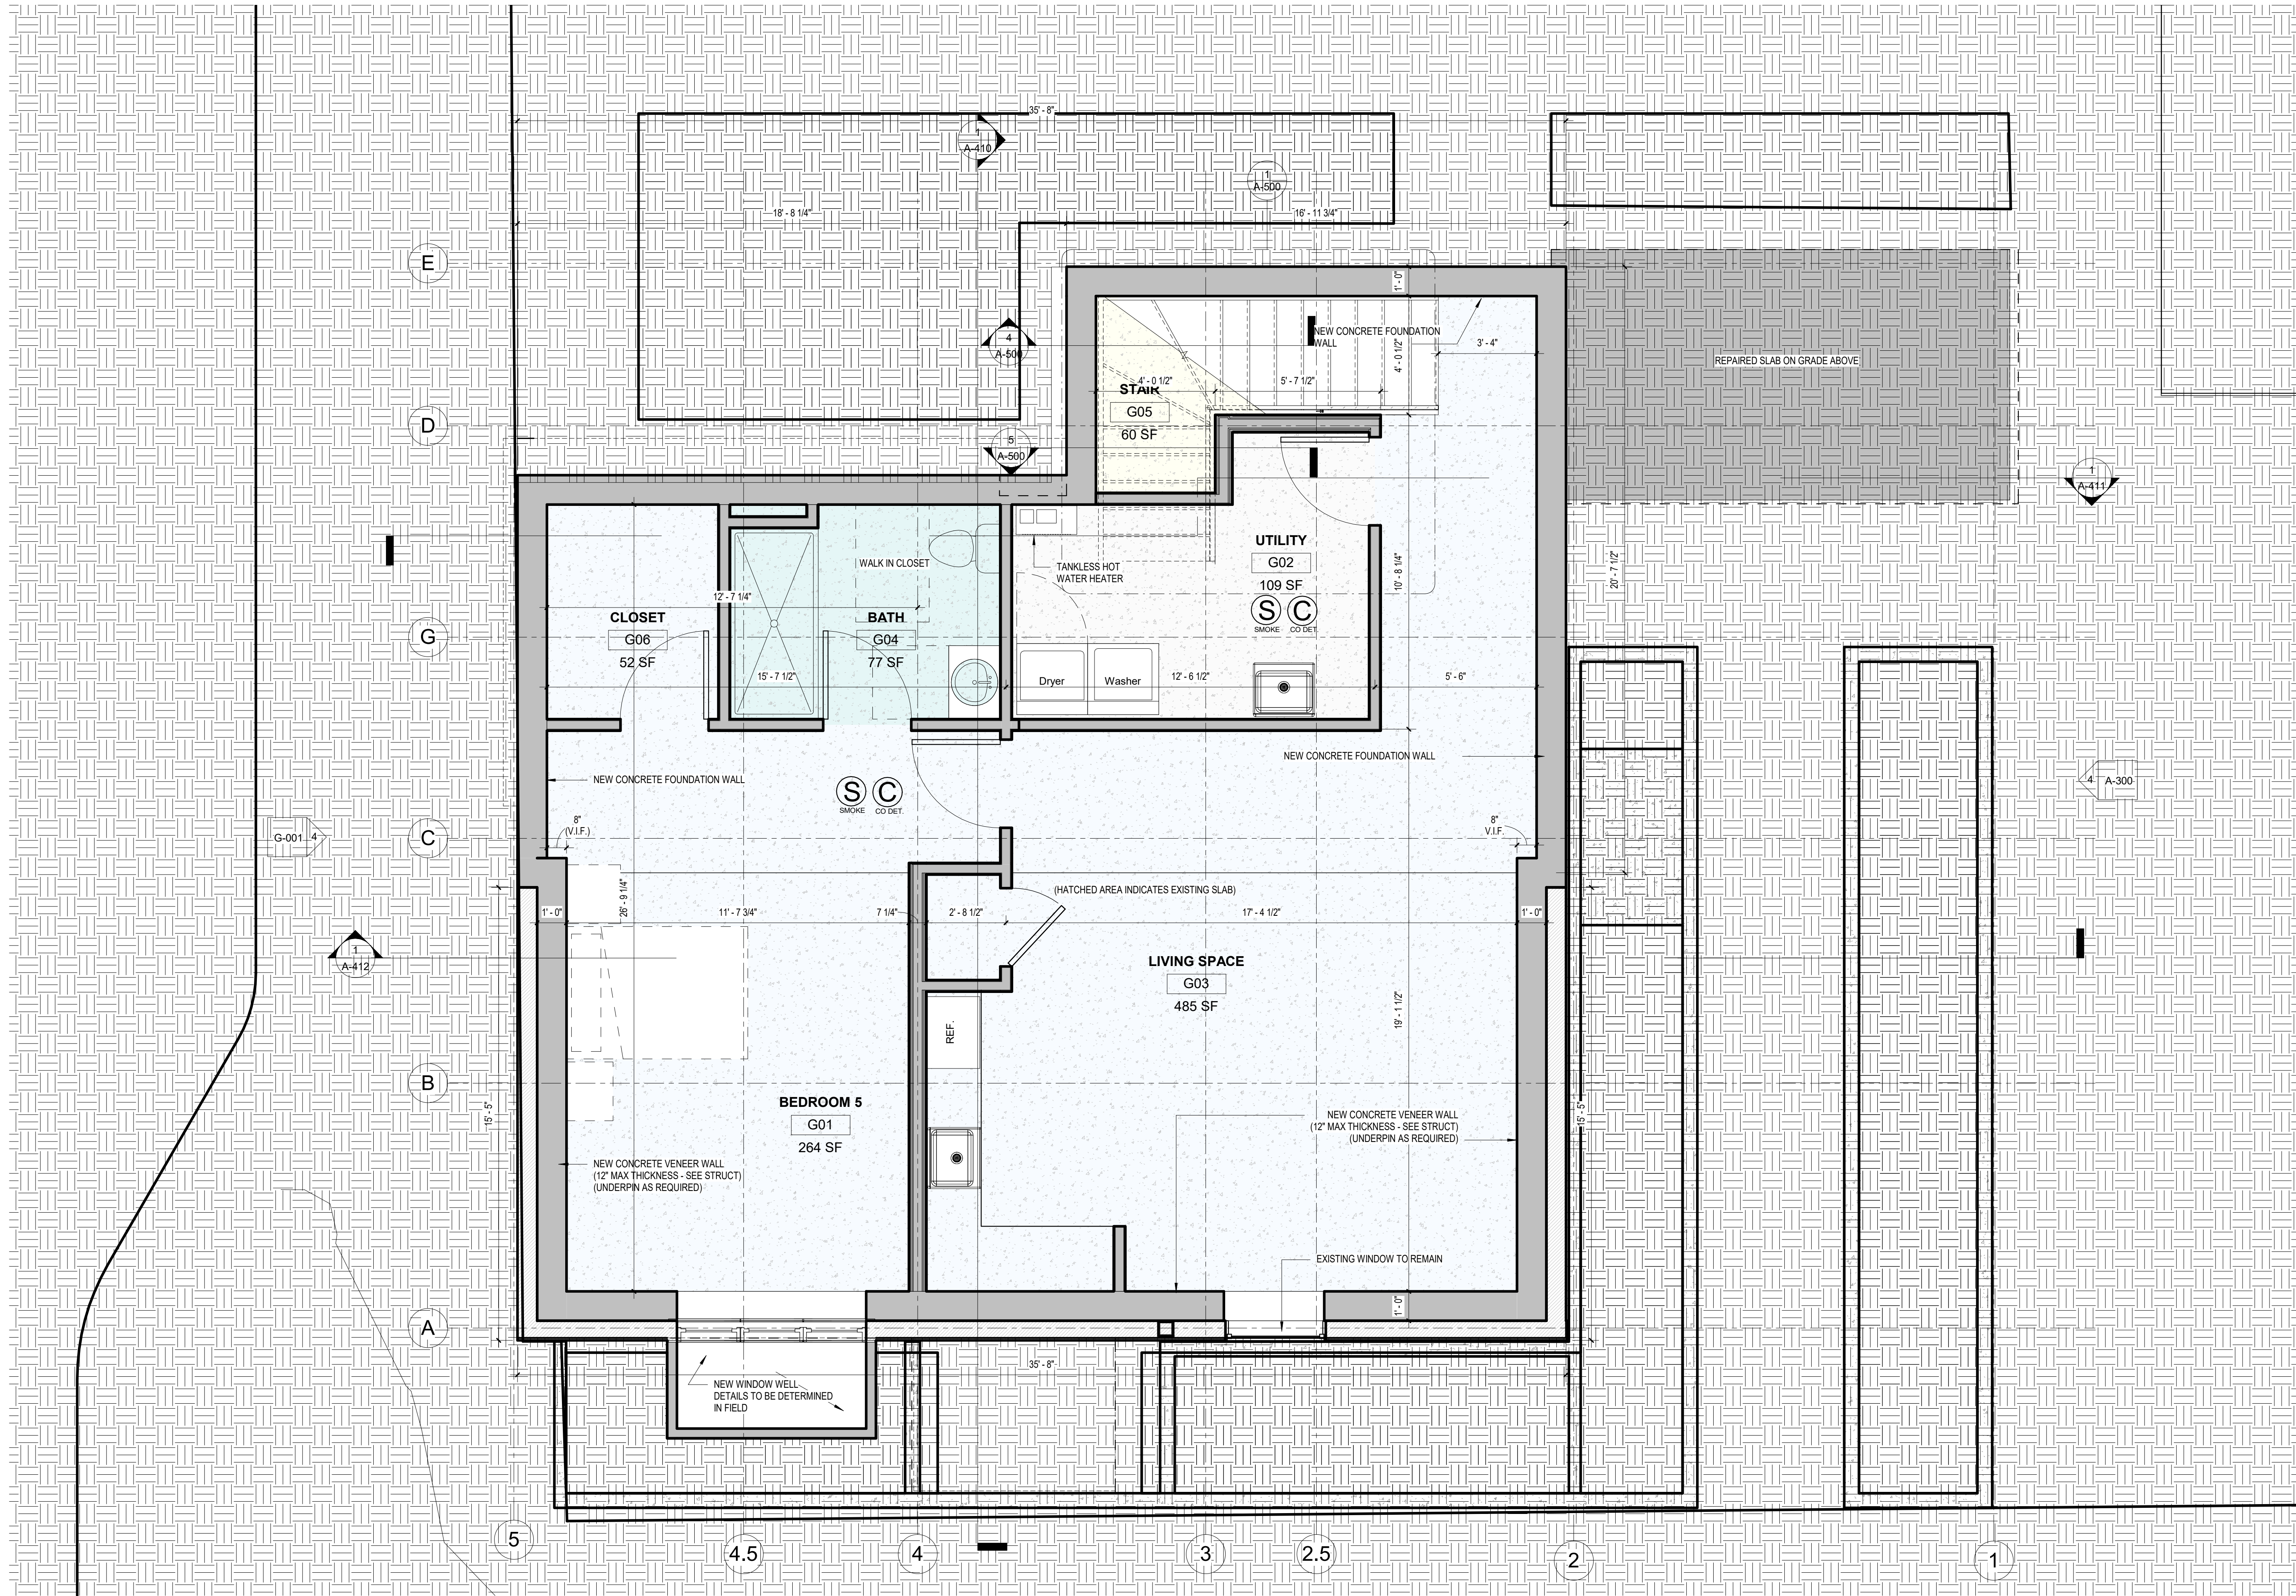 35' - 8"
1
A-410
1
A-500
18' - 8 1/4"
16' - 11 3/4"
E
1' - 0"
NEW CONCRETE FOUNDATION
WALL
4
A-500
4' - 0 1/2"
3' - 4"
REPAIRED SLAB ON GRADE ABOVE
4' - 0 1/2"
5' - 7 1/2"
STAIR
G05
60 SF
D
5
A-500
1
A-411
UTILITY
G02
109 SF
S
SMOKE
C
CO DET.
WALK IN CLOSET
TANKLESS HOT
WATER HEATER
10' - 8 1/4"
20' - 7 1/2"
12' - 7 1/4"
CLOSET
G06
52 SF
BATH
G04
77 SF
G
15' - 7 1/2"
Dryer
Washer
12' - 6 1/2"
5' - 6"
NEW CONCRETE FOUNDATION WALL
NEW CONCRETE FOUNDATION WALL
S
SMOKE
C
CO DET.
4
A-300
G-001
4
C
8"
(V.I.F.)
8"
V.I.F.
(HATCHED AREA INDICATES EXISTING SLAB)
26' - 9 1/4"
1' - 0"
11' - 7 3/4"
7 1/4"
2' - 8 1/2"
17' - 4 1/2"
1' - 0"
1
A-412
LIVING SPACE
G03
485 SF
19' - 1 1/2"
REF.
B
BEDROOM 5
G01
264 SF
15' - 5"
15' - 5"
NEW CONCRETE VENEER WALL
(12" MAX THICKNESS - SEE STRUCT)
(UNDERPIN AS REQUIRED)
NEW CONCRETE VENEER WALL
(12" MAX THICKNESS - SEE STRUCT)
(UNDERPIN AS REQUIRED)
EXISTING WINDOW TO REMAIN
1' - 0"
A
35' - 8"
NEW WINDOW WELL
DETAILS TO BE DETERMINED
IN FIELD
5
4.5
4
3
2.5
2
1